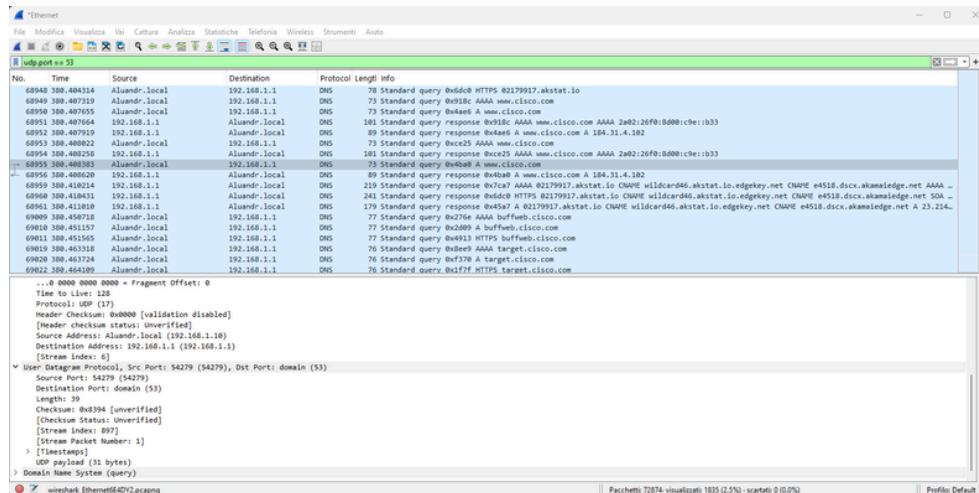 *Ethernet
File Modifica Visualizza Vai Cattura Analizza Statistiche Telefonia Wireless Strumenti Aiuto
udp.port == 53
No. Time Source Destination Protocol Lengtl Info
68948 380.404314 Aluandr.local 192.168.1.1 DNS 78 Standard query 0x6dc0 HTTPS 02179917.akstat.io
68949 380.407319 Aluandr.local 192.168.1.1 DNS 73 Standard query 0x918c AAAA www.cisco.com
68950 380.407655 Aluandr.local 192.168.1.1 DNS 73 Standard query 0x4ae6 A www.cisco.com
68951 380.407664 192.168.1.1 Aluandr.local DNS 101 Standard query response 0x918c AAAA www.cisco.com AAAA 2a02:26f0:8d00:c9e::b33
68952 380.407919 192.168.1.1 Aluandr.local DNS 89 Standard query response 0x4ae6 A www.cisco.com A 184.31.4.102
68953 380.408022 Aluandr.local 192.168.1.1 DNS 73 Standard query 0xce25 AAAA www.cisco.com
68954 380.408258 192.168.1.1 Aluandr.local DNS 101 Standard query response 0xce25 AAAA www.cisco.com AAAA 2a02:26f0:8d00:c9e::b33
68955 380.408383 Aluandr.local 192.168.1.1 DNS 73 Standard query 0x4ba0 A www.cisco.com
68956 380.408620 192.168.1.1 Aluandr.local DNS 89 Standard query response 0x4ba0 A www.cisco.com A 184.31.4.102
68959 380.410214 192.168.1.1 Aluandr.local DNS 219 Standard query response 0x7ca7 AAAA 02179917.akstat.io CNAME wildcard46.akstat.io.edgekey.net CNAME e4518.dscx.akamaiedge.net AAAA …
68960 380.410431 192.168.1.1 Aluandr.local DNS 241 Standard query response 0x6dc0 HTTPS 02179917.akstat.io CNAME wildcard46.akstat.io.edgekey.net CNAME e4518.dscx.akamaiedge.net SOA …
68961 380.411010 192.168.1.1 Aluandr.local DNS 179 Standard query response 0x45a7 A 02179917.akstat.io CNAME wildcard46.akstat.io.edgekey.net CNAME e4518.dscx.akamaiedge.net A 23.214…
69009 380.450718 Aluandr.local 192.168.1.1 DNS 77 Standard query 0x276e AAAA buffweb.cisco.com
69010 380.451157 Aluandr.local 192.168.1.1 DNS 77 Standard query 0x2d09 A buffweb.cisco.com
69011 380.451565 Aluandr.local 192.168.1.1 DNS 77 Standard query 0x4913 HTTPS buffweb.cisco.com
69019 380.463318 Aluandr.local 192.168.1.1 DNS 76 Standard query 0x8ee9 AAAA target.cisco.com
69020 380.463724 Aluandr.local 192.168.1.1 DNS 76 Standard query 0xf370 A target.cisco.com
69022 380.464109 Aluandr.local 192.168.1.1 DNS 76 Standard query 0x1f7f HTTPS target.cisco.com
...0 0000 0000 0000 = Fragment Offset: 0
Time to Live: 128
Protocol: UDP (17)
Header Checksum: 0x0000 [validation disabled]
[Header checksum status: Unverified]
Source Address: Aluandr.local (192.168.1.10)
Destination Address: 192.168.1.1 (192.168.1.1)
[Stream index: 6]
User Datagram Protocol, Src Port: 54279 (54279), Dst Port: domain (53)
Source Port: 54279 (54279)
Destination Port: domain (53)
Length: 39
Checksum: 0x8394 [unverified]
[Checksum Status: Unverified]
[Stream index: 897]
[Stream Packet Number: 1]
[Timestamps]
UDP payload (31 bytes)
Domain Name System (query)
wireshark_Ethernet6E4DY2.pcapng Pacchetti: 72874 · visualizzati: 1835 (2.5%) · scartati: 0 (0.0%) Profilo: Default